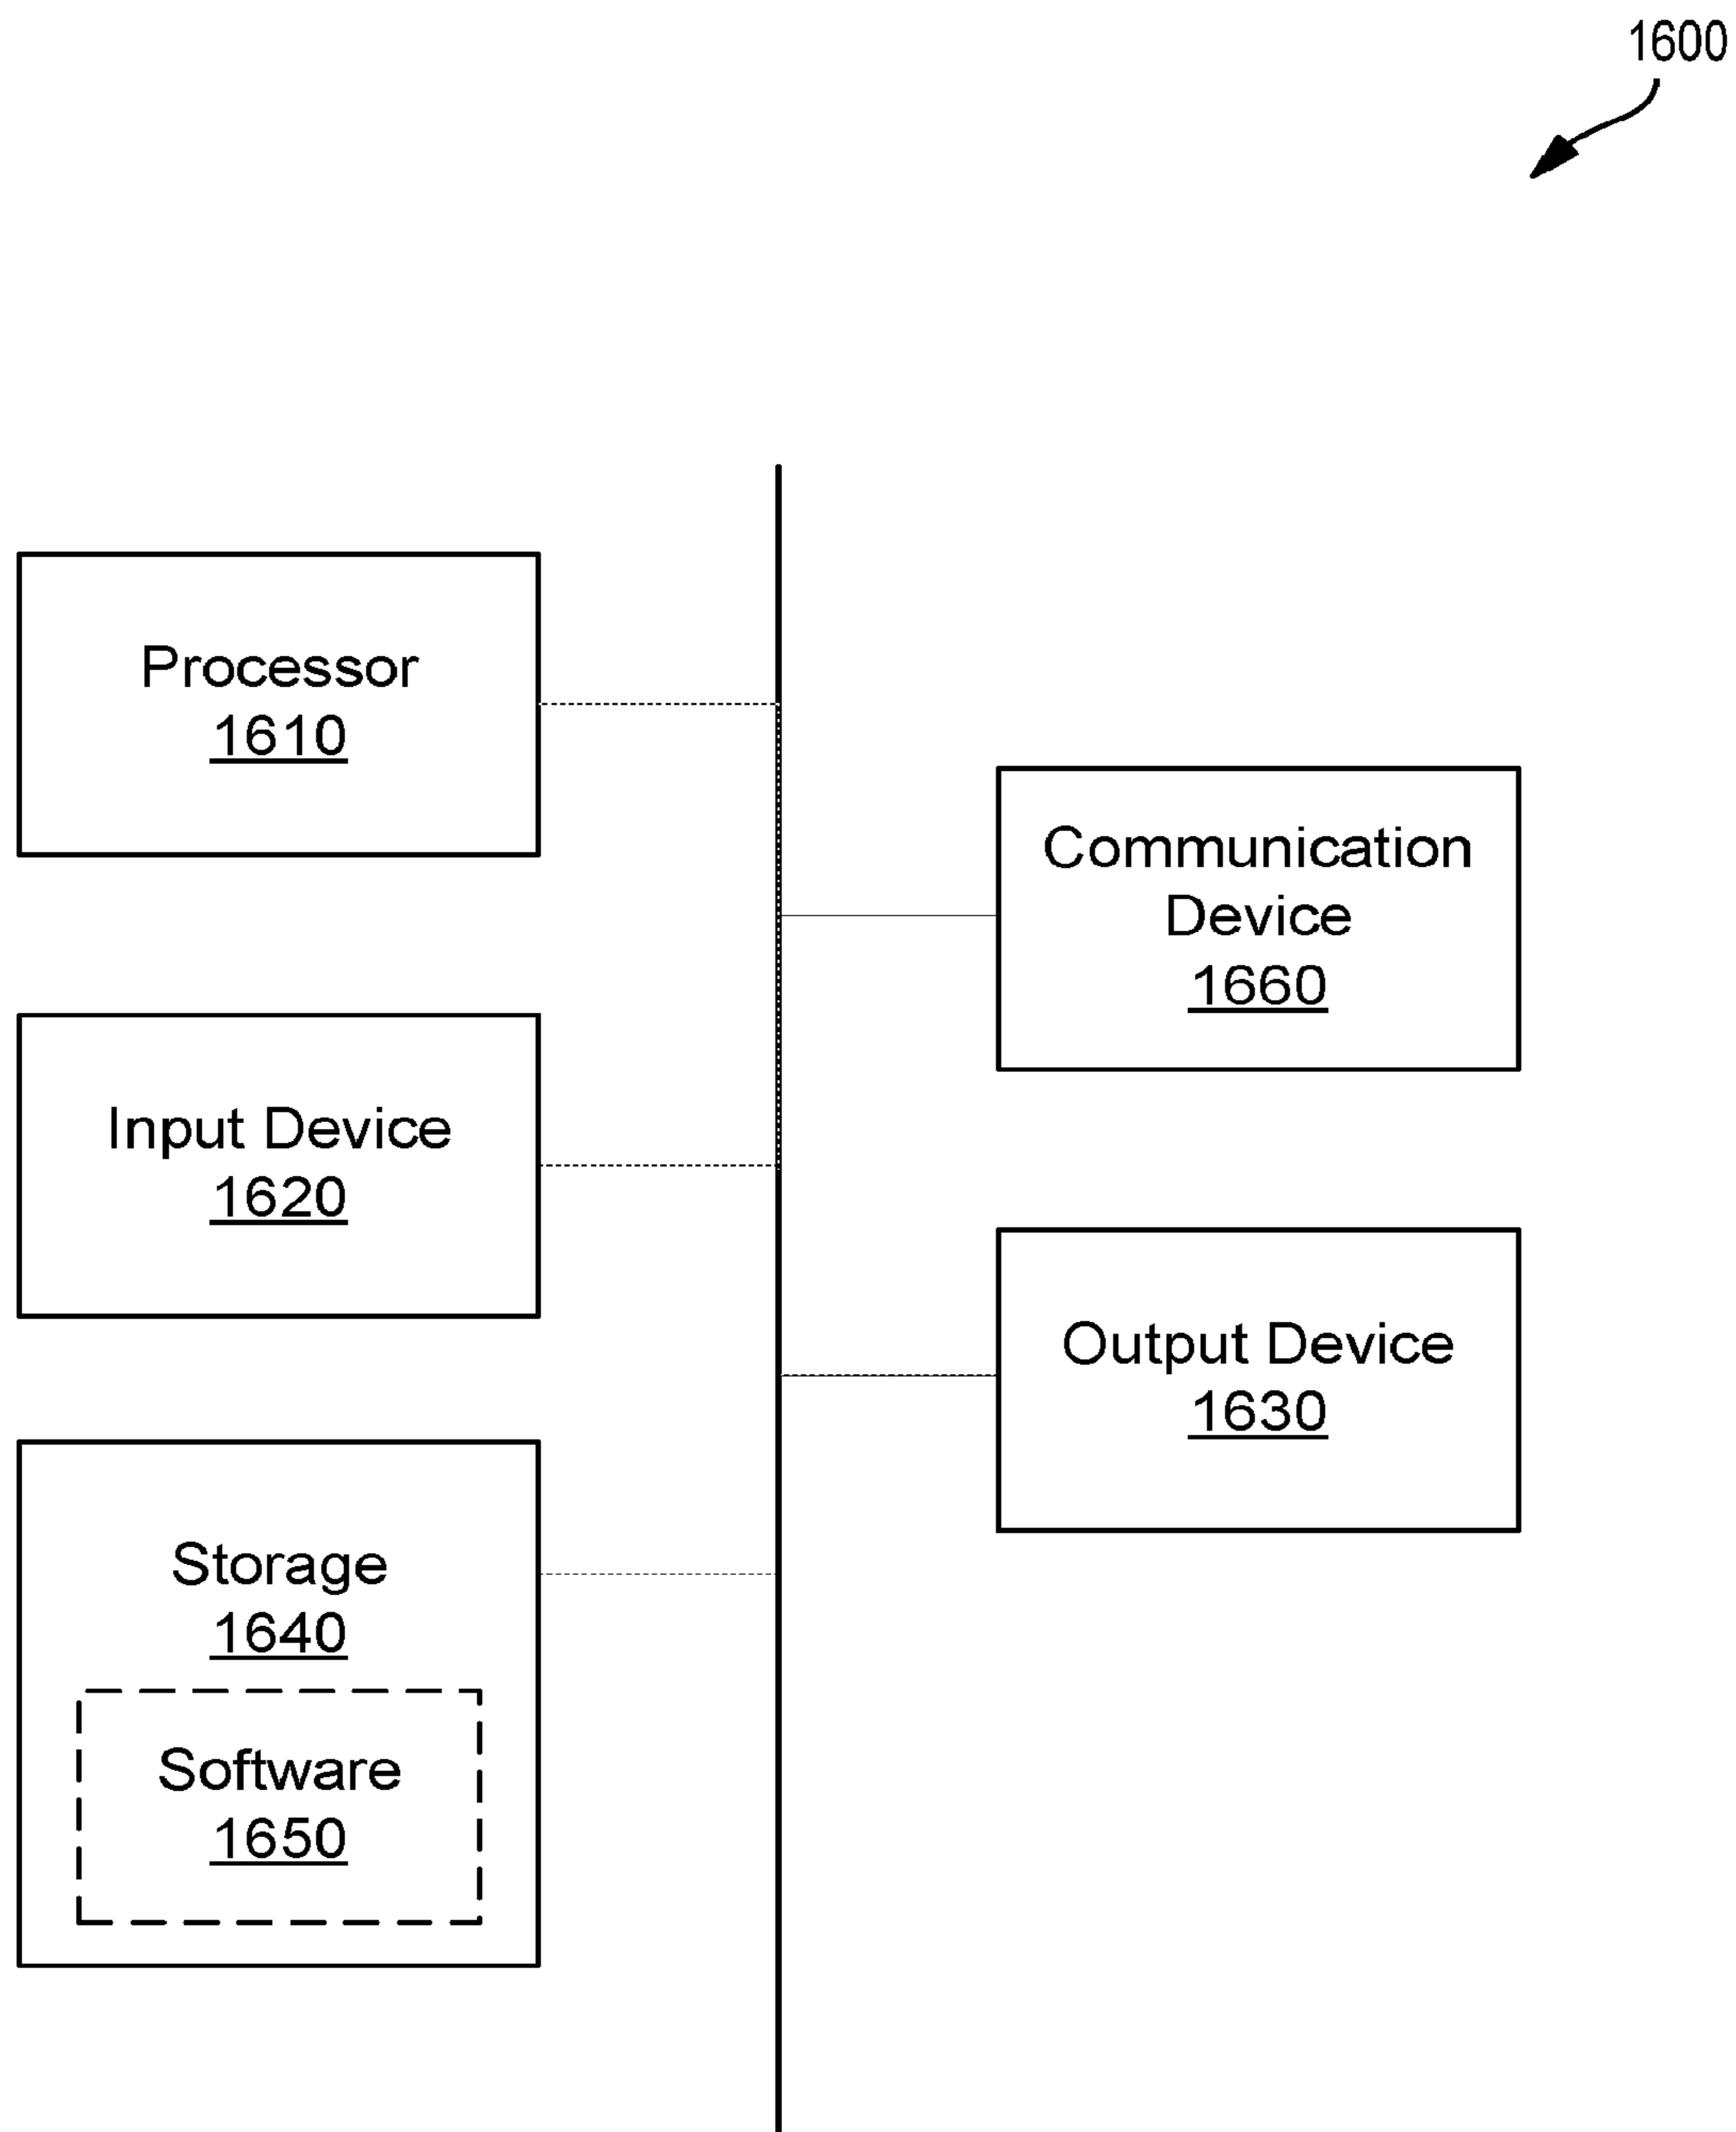 1600
Processor
1610
Communication
Device
1660
Input Device
1620
Output Device
1630
Storage
1640
Software
1650